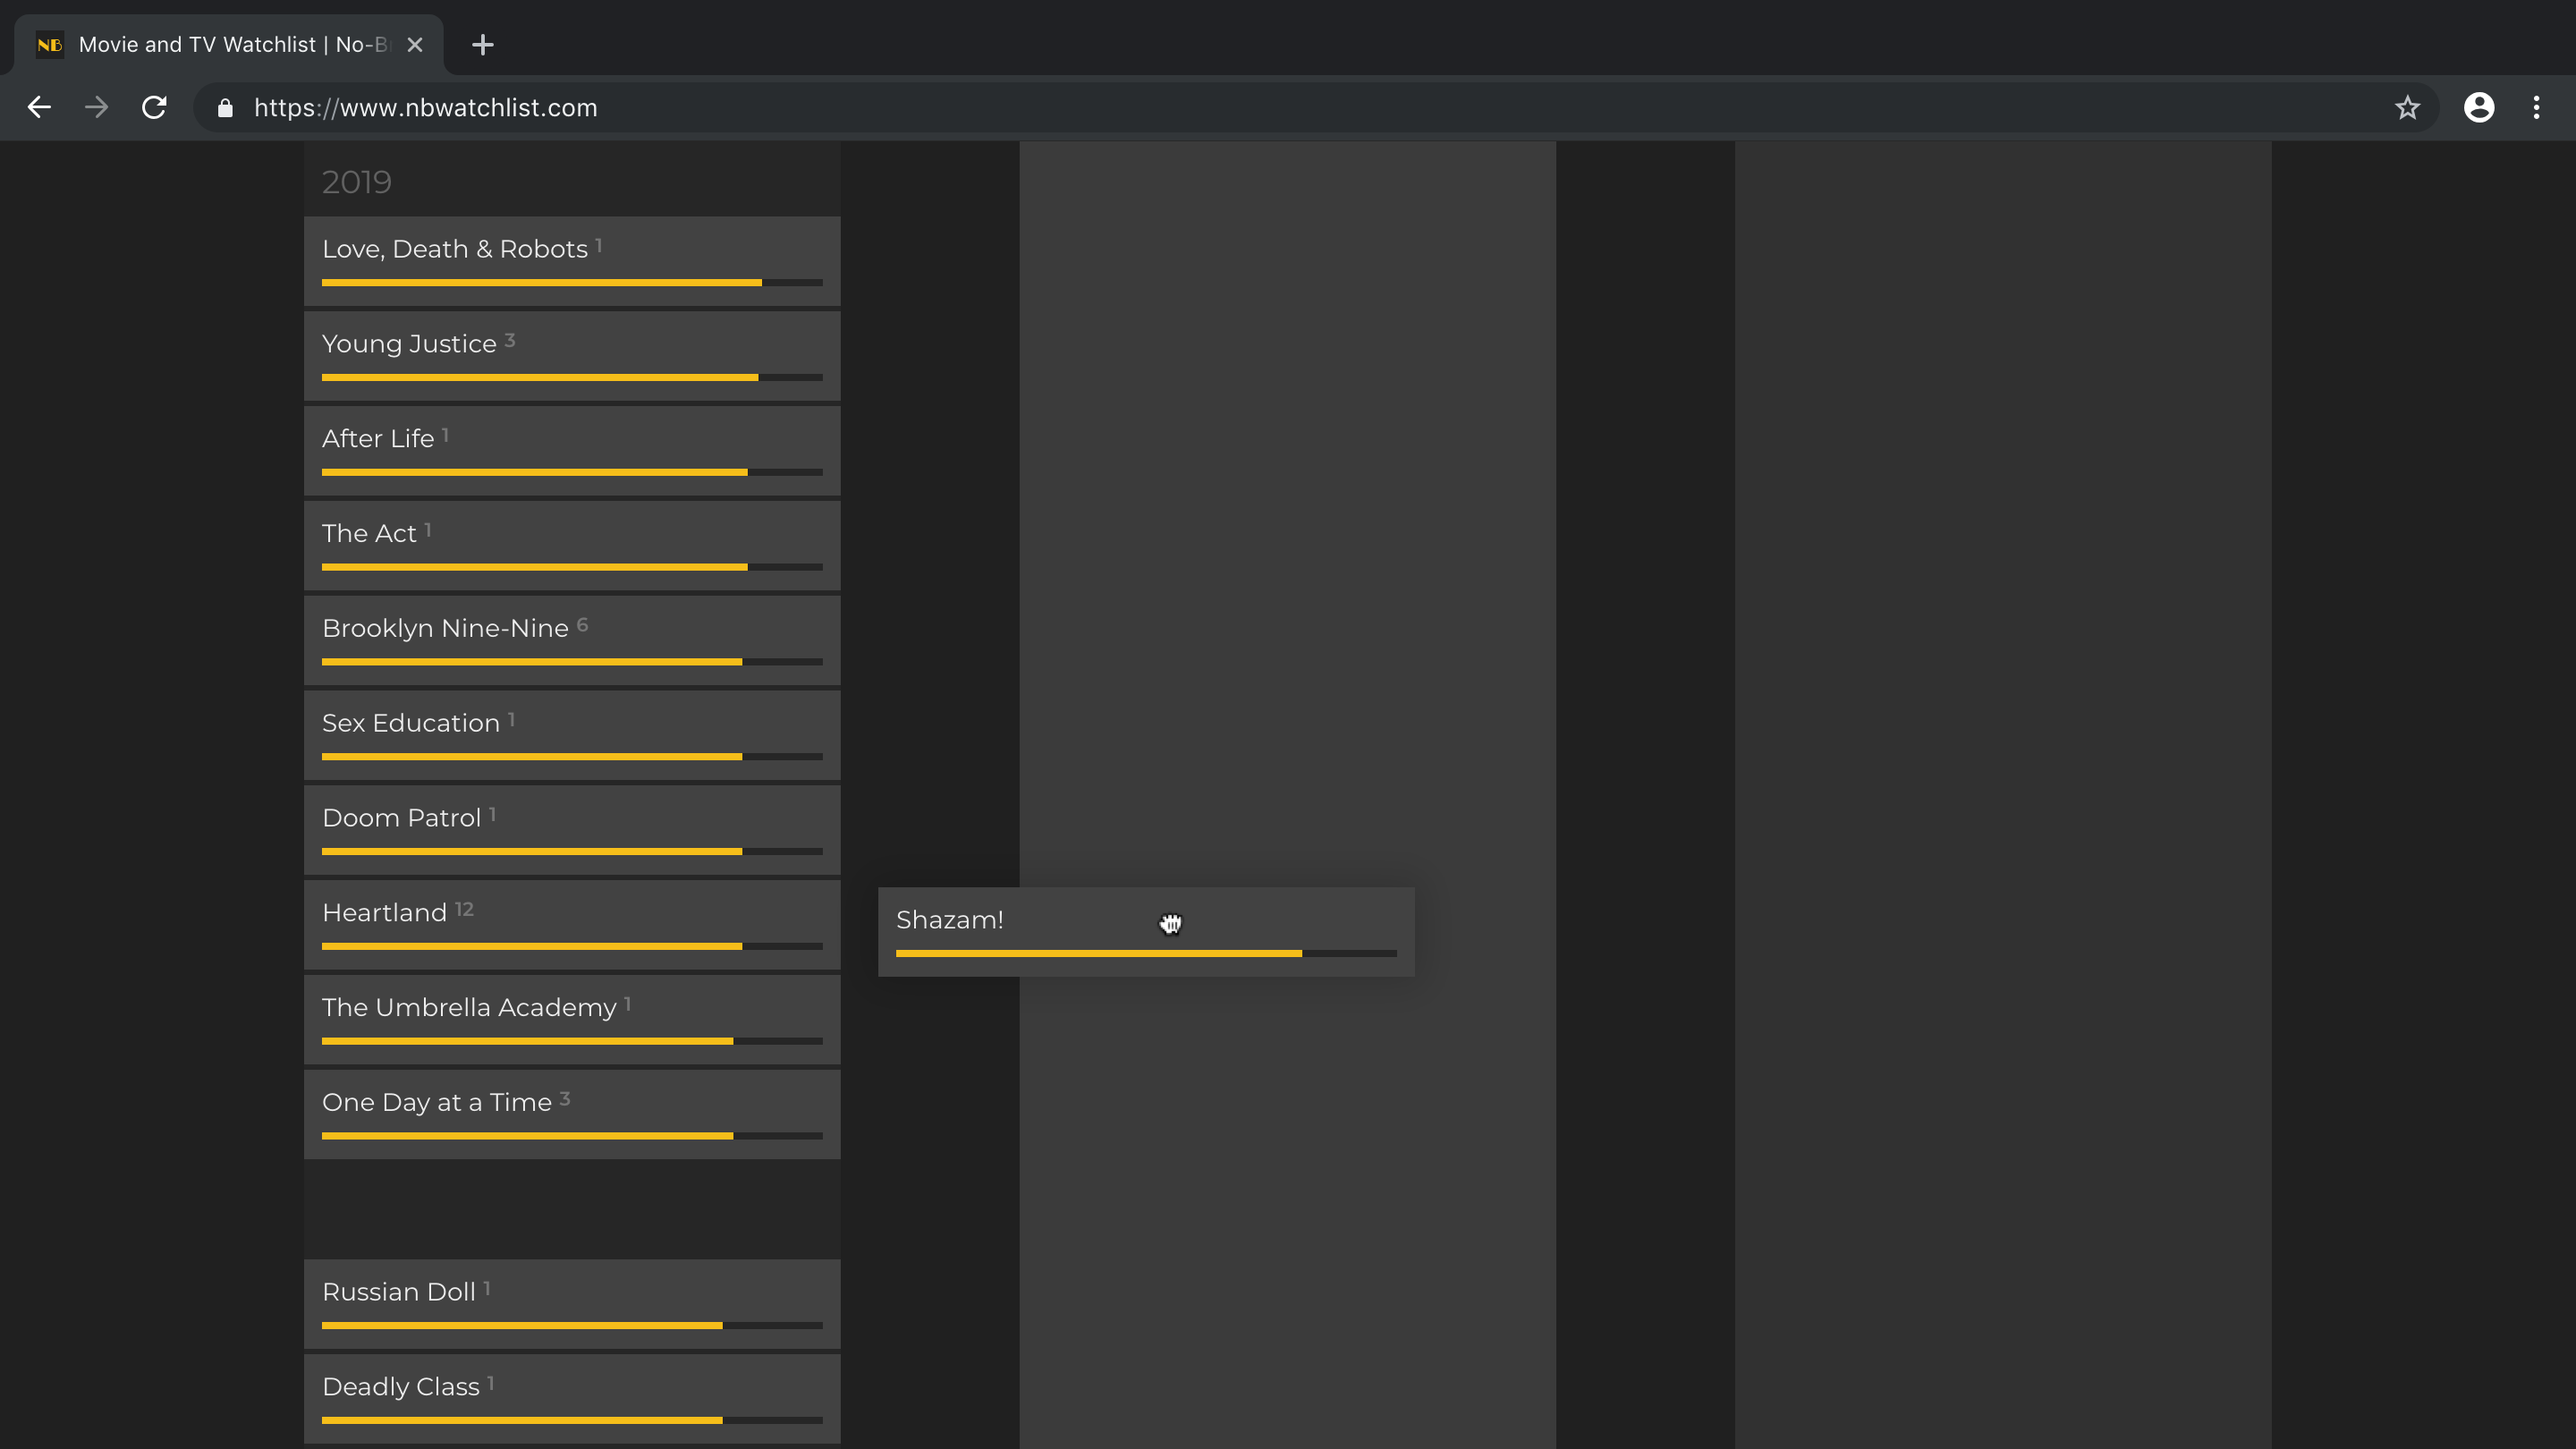 NB Movie and TV Watchlist | No-B
https://www.nbwatchlist.com
2019
Love, Death & Robots 1
Young Justice 3
After Life 1
The Act 1
Brooklyn Nine-Nine 6
Sex Education 1
Doom Patrol 1
Heartland 12
Shazam!
The Umbrella Academy 1
One Day at a Time 3
Russian Doll 1
Deadly Class 1